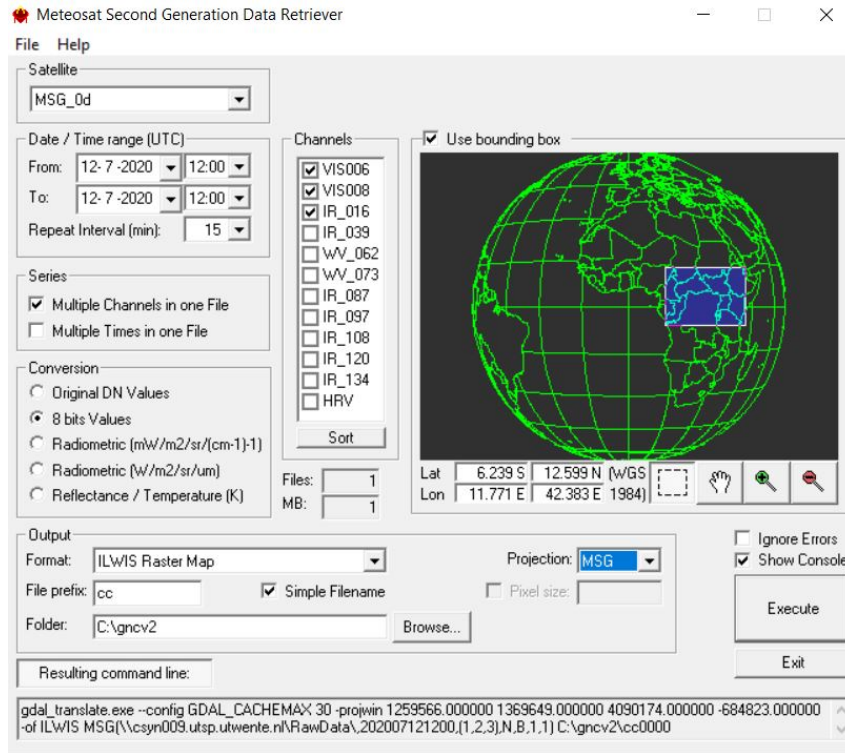 Meteosat Second Generation Data Retriever
File Help
Satellite
MSG_0d
Date / Time range (UTC)
From: 12- 7 -2020 12:00
To: 12- 7 -2020 12:00
Repeat Interval (min): 15
Series
Multiple Channels in one File
Multiple Times in one File
Conversion
Original DN Values
8 bits Values
Radiometric (mW/m2/sr/(cm-1)-1)
Radiometric (W/m2/sr/um)
Reflectance / Temperature (K)
Channels
VIS006
VIS008
IR_016
IR_039
WV_062
WV_073
IR_087
IR_097
IR_108
IR_120
IR_134
HRV
Sort
Files: 1
MB: 1
Use bounding box
Lat 6.239 S 12.599 N (WGS
Lon 11.771 E 42.383 E 1984)
Output
Format: ILWIS Raster Map
Projection: MSG
File prefix: cc
Simple Filename
Pixel size:
Folder: C:\gncv2
Browse...
Ignore Errors
Show Console
Execute
Exit
Resulting command line:
gdal_translate.exe --config GDAL_CACHEMAX 30 -projwin 1259566.000000 1369649.000000 4090174.000000 -684823.000000
-of ILWIS MSG(\\csyn009.utsp.utwente.nl\RawData\,202007121200,(1,2,3),N,B,1,1) C:\gncv2\cc0000